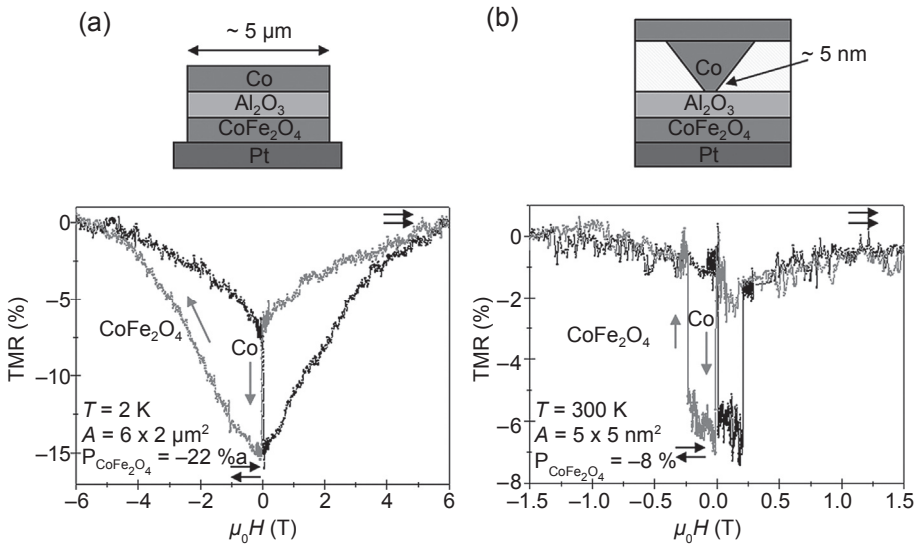 (a)
~ 5 µm
Co
Al₂O₃
CoFe₂O₄
Pt
0
−5
−10
−15
TMR (%)
CoFe₂O₄
Co
T = 2 K
A = 6 x 2 µm²
P_CoFe₂O₄ = −22 %a
−6 −4 −2 0 2 4 6
µ₀H (T)
(b)
Co
~ 5 nm
Al₂O₃
CoFe₂O₄
Pt
0
−2
−4
−6
−8
TMR (%)
CoFe₂O₄
Co
T = 300 K
A = 5 x 5 nm²
P_CoFe₂O₄ = −8 %
−1.5 −1.0 −0.5 0.0 0.5 1.0 1.5
µ₀H (T)